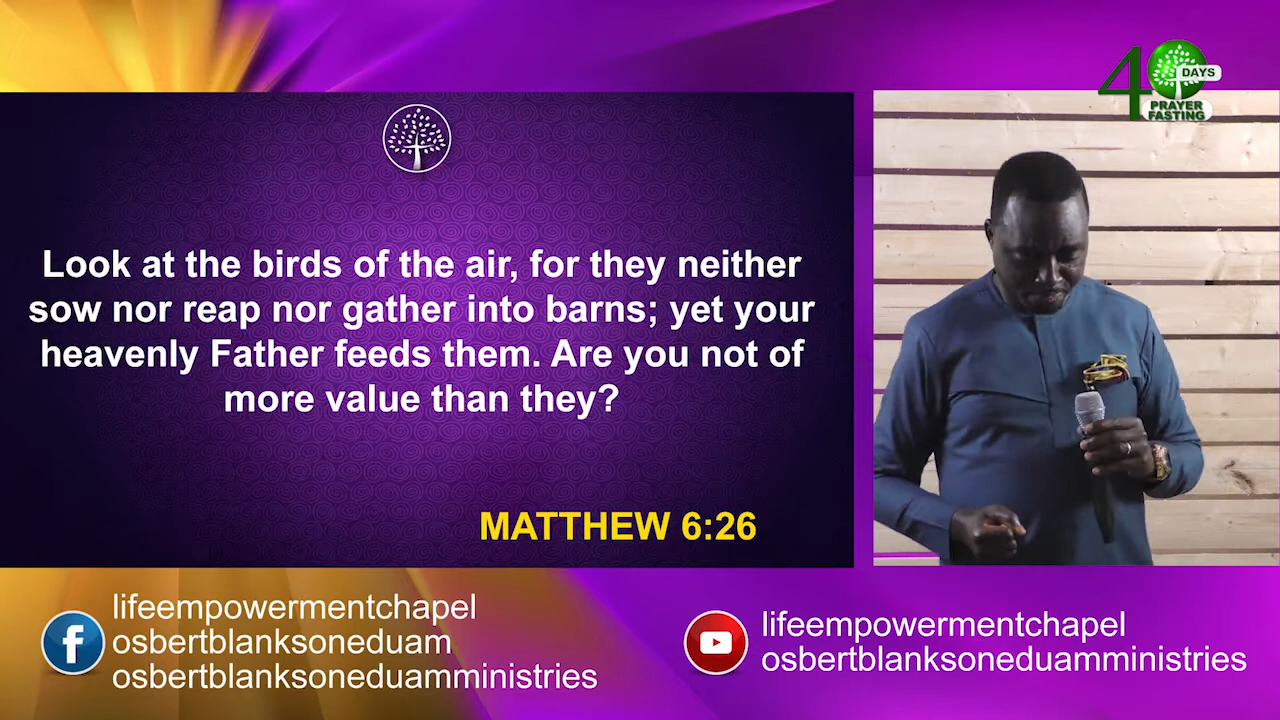 40 DAYS
PRAYER
FASTING
Look at the birds of the air, for they neither
sow nor reap nor gather into barns; yet your
heavenly Father feeds them. Are you not of
more value than they?
MATTHEW 6:26
lifeempowermentchapel
osbertblanksoneduam
osbertblanksoneduamministries
lifeempowermentchapel
osbertblanksoneduamministries